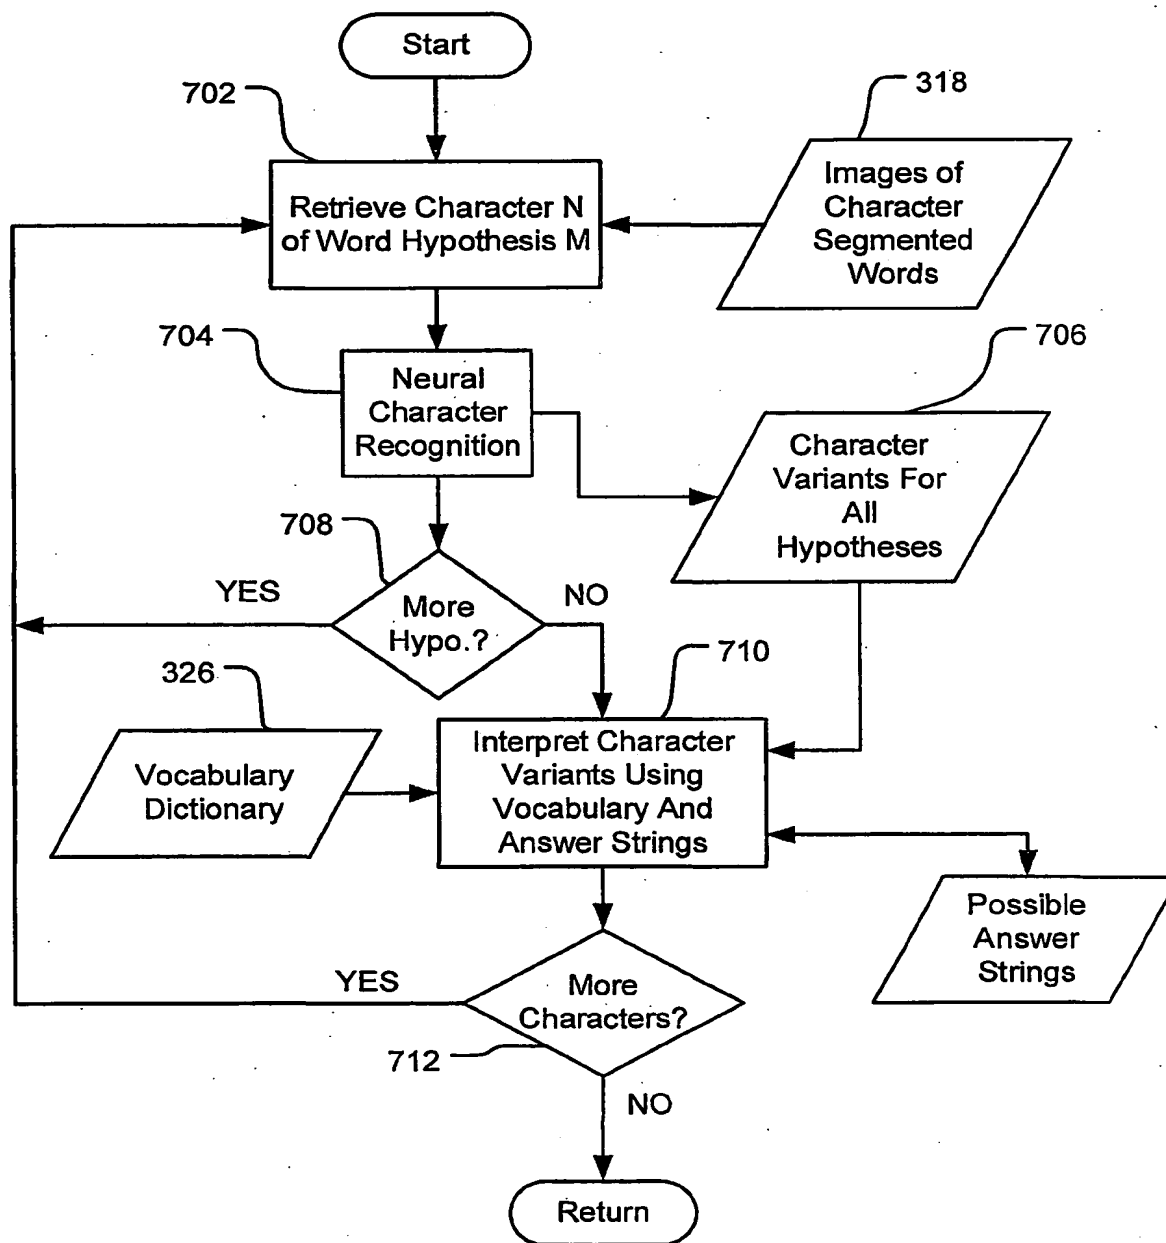 Start
702
318
Retrieve Character N
of Word Hypothesis M
Images of
Character
Segmented
Words
704
706
Neural
Character
Recognition
Character
Variants For
All
Hypotheses
708
YES
NO
More
Hypo.?
710
326
Vocabulary
Dictionary
Interpret Character
Variants Using
Vocabulary And
Answer Strings
Possible
Answer
Strings
YES
More
Characters?
712
NO
Return